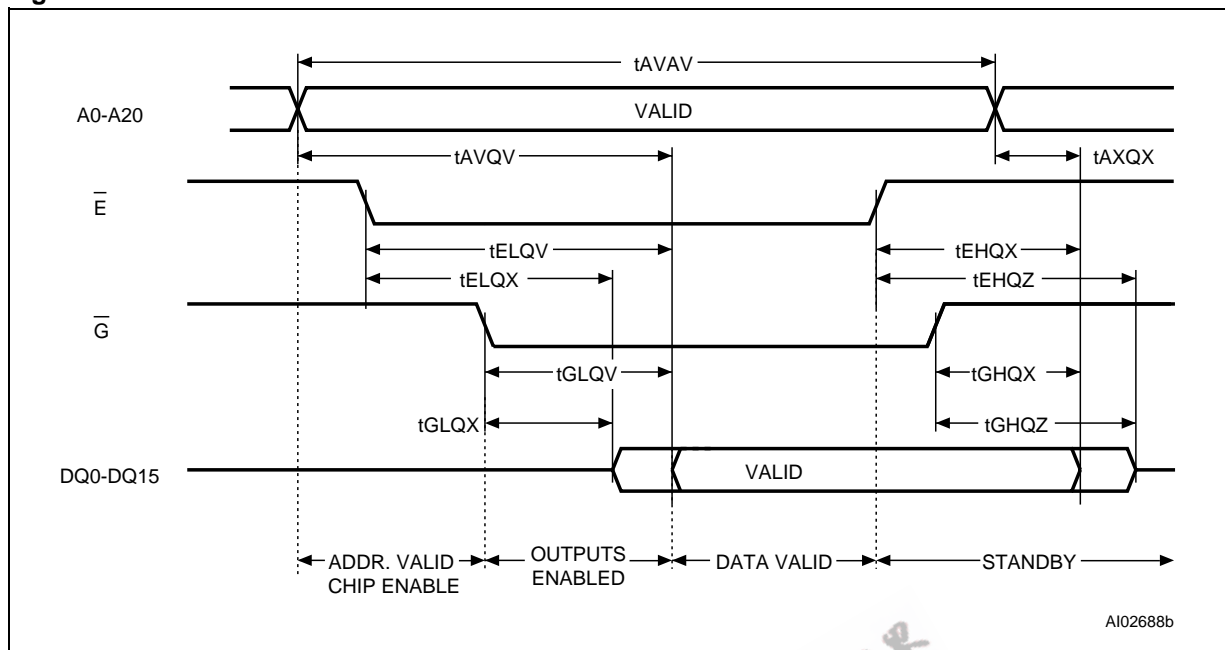 tAVAV
A0-A20
VALID
tAVQV
tAXQX
E
tELQV
tEHQX
tELQX
tEHQZ
G
tGLQV
tGHQX
tGLQX
tGHQZ
DQ0-DQ15
VALID
ADDR. VALID
CHIP ENABLE
OUTPUTS
ENABLED
DATA VALID
STANDBY
AI02688b